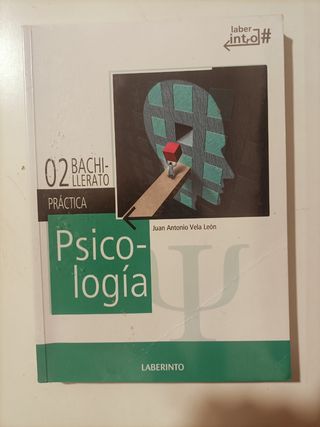 laber
into#
02 BACHI-
LLERATO
PRÁCTICA
Juan Antonio Vela León
Psico-
logía
Ψ
LABERINTO